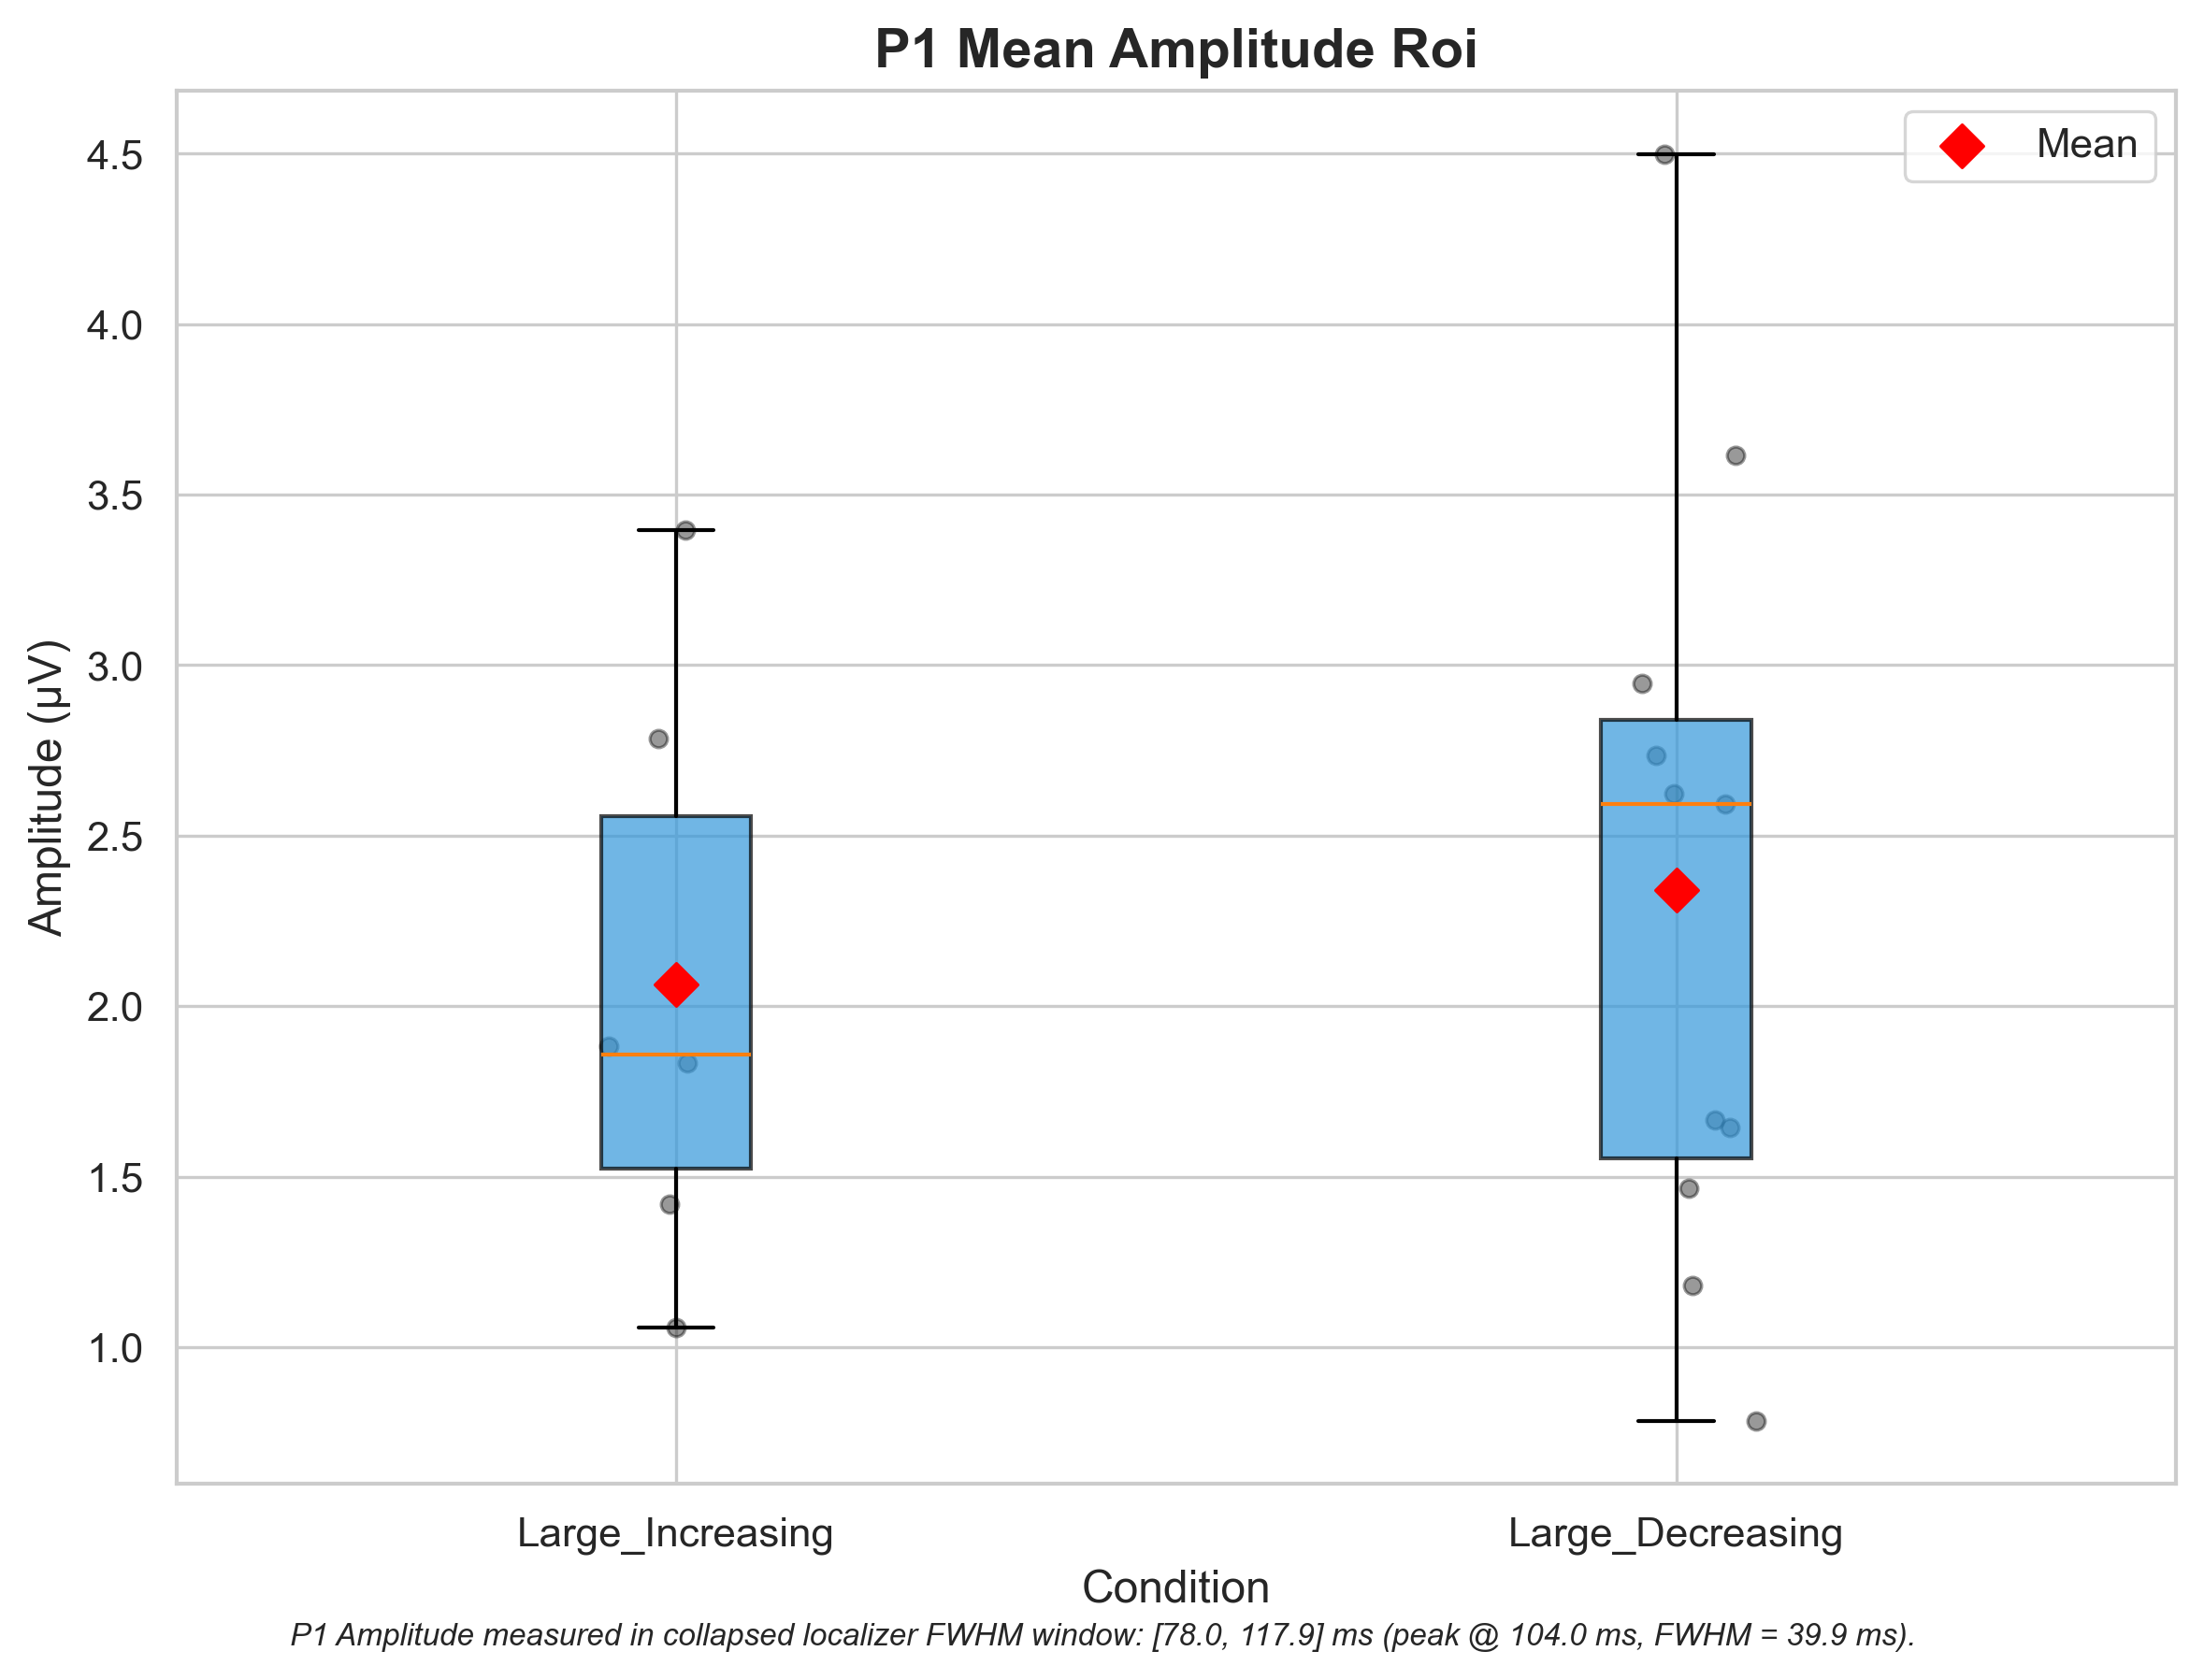 P1 Mean Amplitude Roi
Mean
4.5
4.0
3.5
3.0
2.5
2.0
1.5
1.0
Amplitude (µV)
Large_Increasing
Large_Decreasing
Condition
P1 Amplitude measured in collapsed localizer FWHM window: [78.0, 117.9] ms (peak @ 104.0 ms, FWHM = 39.9 ms).